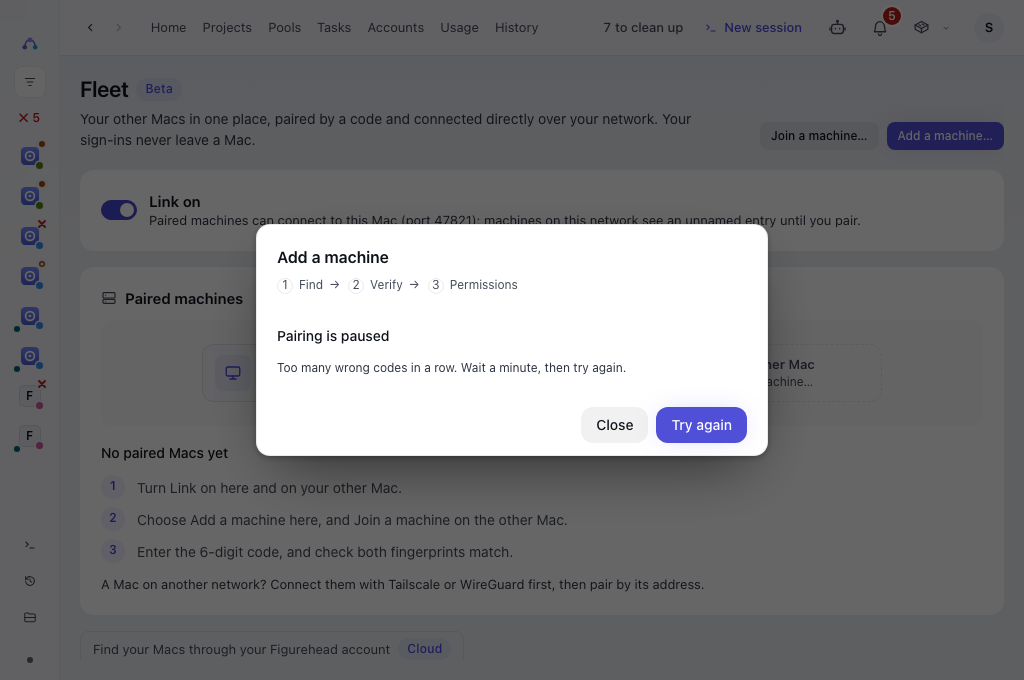 Home Projects Pools Tasks Accounts Usage History 7 to clean up New session 5 S
5
Fleet Beta
Your other Macs in one place, paired by a code and connected directly over your network. Your
sign-ins never leave a Mac.
Join a machine... Add a machine...
Link on
Paired machines can connect to this Mac (port 47821); machines on this network see an unnamed entry until you pair.
Add a machine
1 Find → 2 Verify → 3 Permissions
Paired machines
Pairing is paused
Too many wrong codes in a row. Wait a minute, then try again.
Mac
Close Try again
F
F
No paired Macs yet
1 Turn Link on here and on your other Mac.
2 Choose Add a machine here, and Join a machine on the other Mac.
3 Enter the 6-digit code, and check both fingerprints match.
A Mac on another network? Connect them with Tailscale or WireGuard first, then pair by its address.
Find your Macs through your Figurehead account Cloud